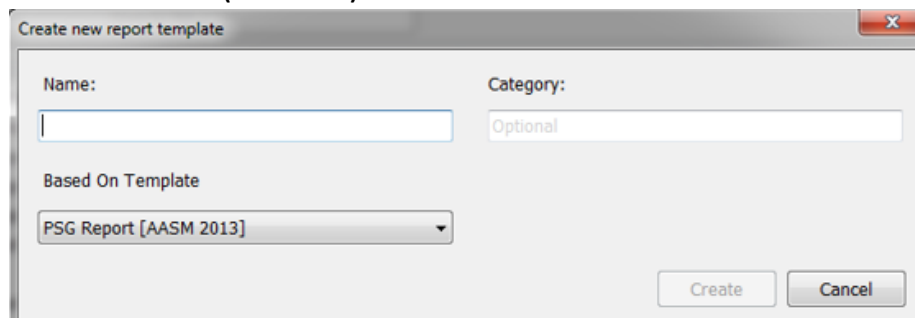 Create new report template
Name:
Category:
Optional
Based On Template
PSG Report [AASM 2013]
Create
Cancel